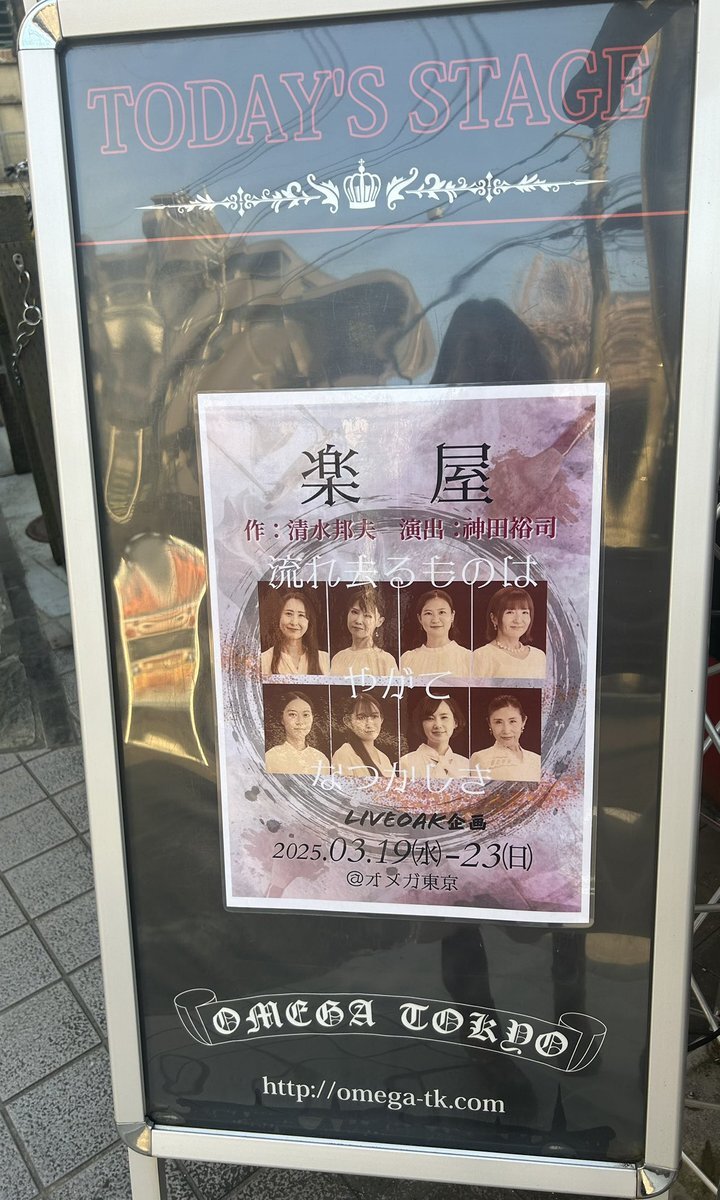 TODAY'S STAGE
楽屋
作：清水邦夫 演出：神田裕司
流れ去るものは
やがて
なつかしき
LIVEOAK企画
2025.03.19(水)-23(日)
@オメガ東京
OMEGA TOKYO
http://omega-tk.com